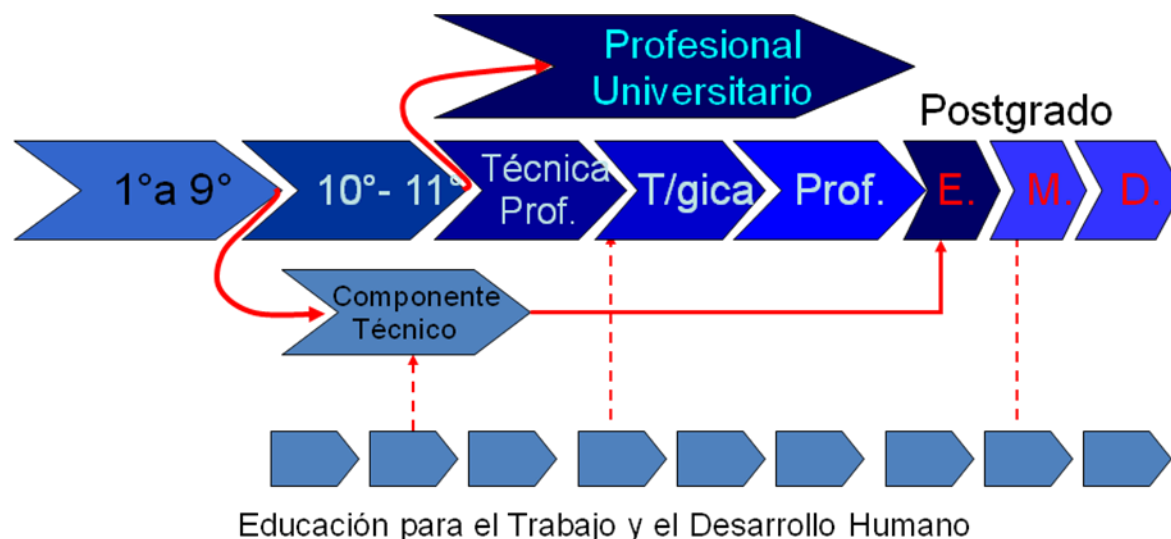 Profesional
Universitario
Postgrado
1°a 9°
10°- 11°
Técnica
Prof.
T/gica
Prof.
E.
M.
D.
Componente
Técnico
Educación para el Trabajo y el Desarrollo Humano